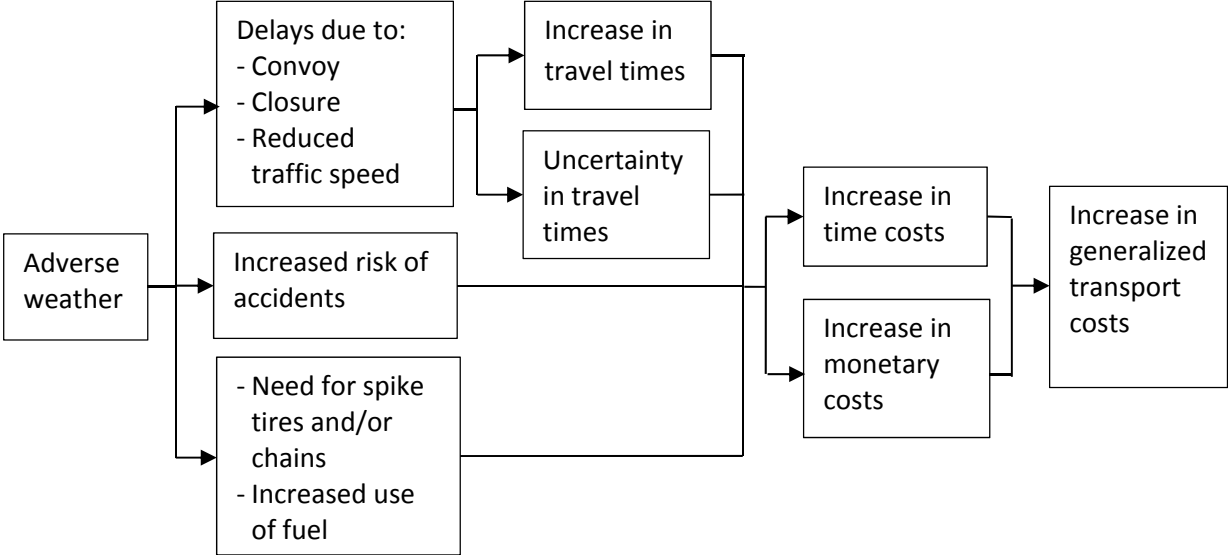 Delays due to:
- Convoy
- Closure
- Reduced
traffic speed
Increase in
travel times
Uncertainty
in travel
times
Adverse
weather
Increased risk of
accidents
- Need for spike
tires and/or
chains
- Increased use
of fuel
Increase in
time costs
Increase in
monetary
costs
Increase in
generalized
transport
costs